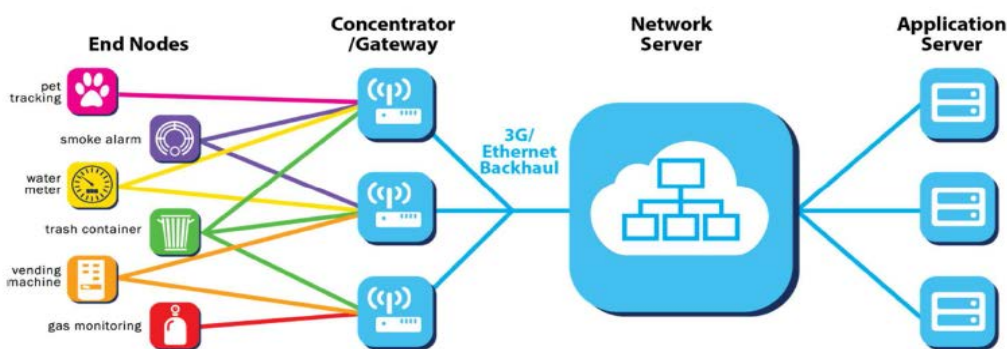 End Nodes
Concentrator
/Gateway
Network
Server
Application
Server
pet
tracking
smoke alarm
water
meter
trash container
vending
machine
gas monitoring
3G/
Ethernet
Backhaul